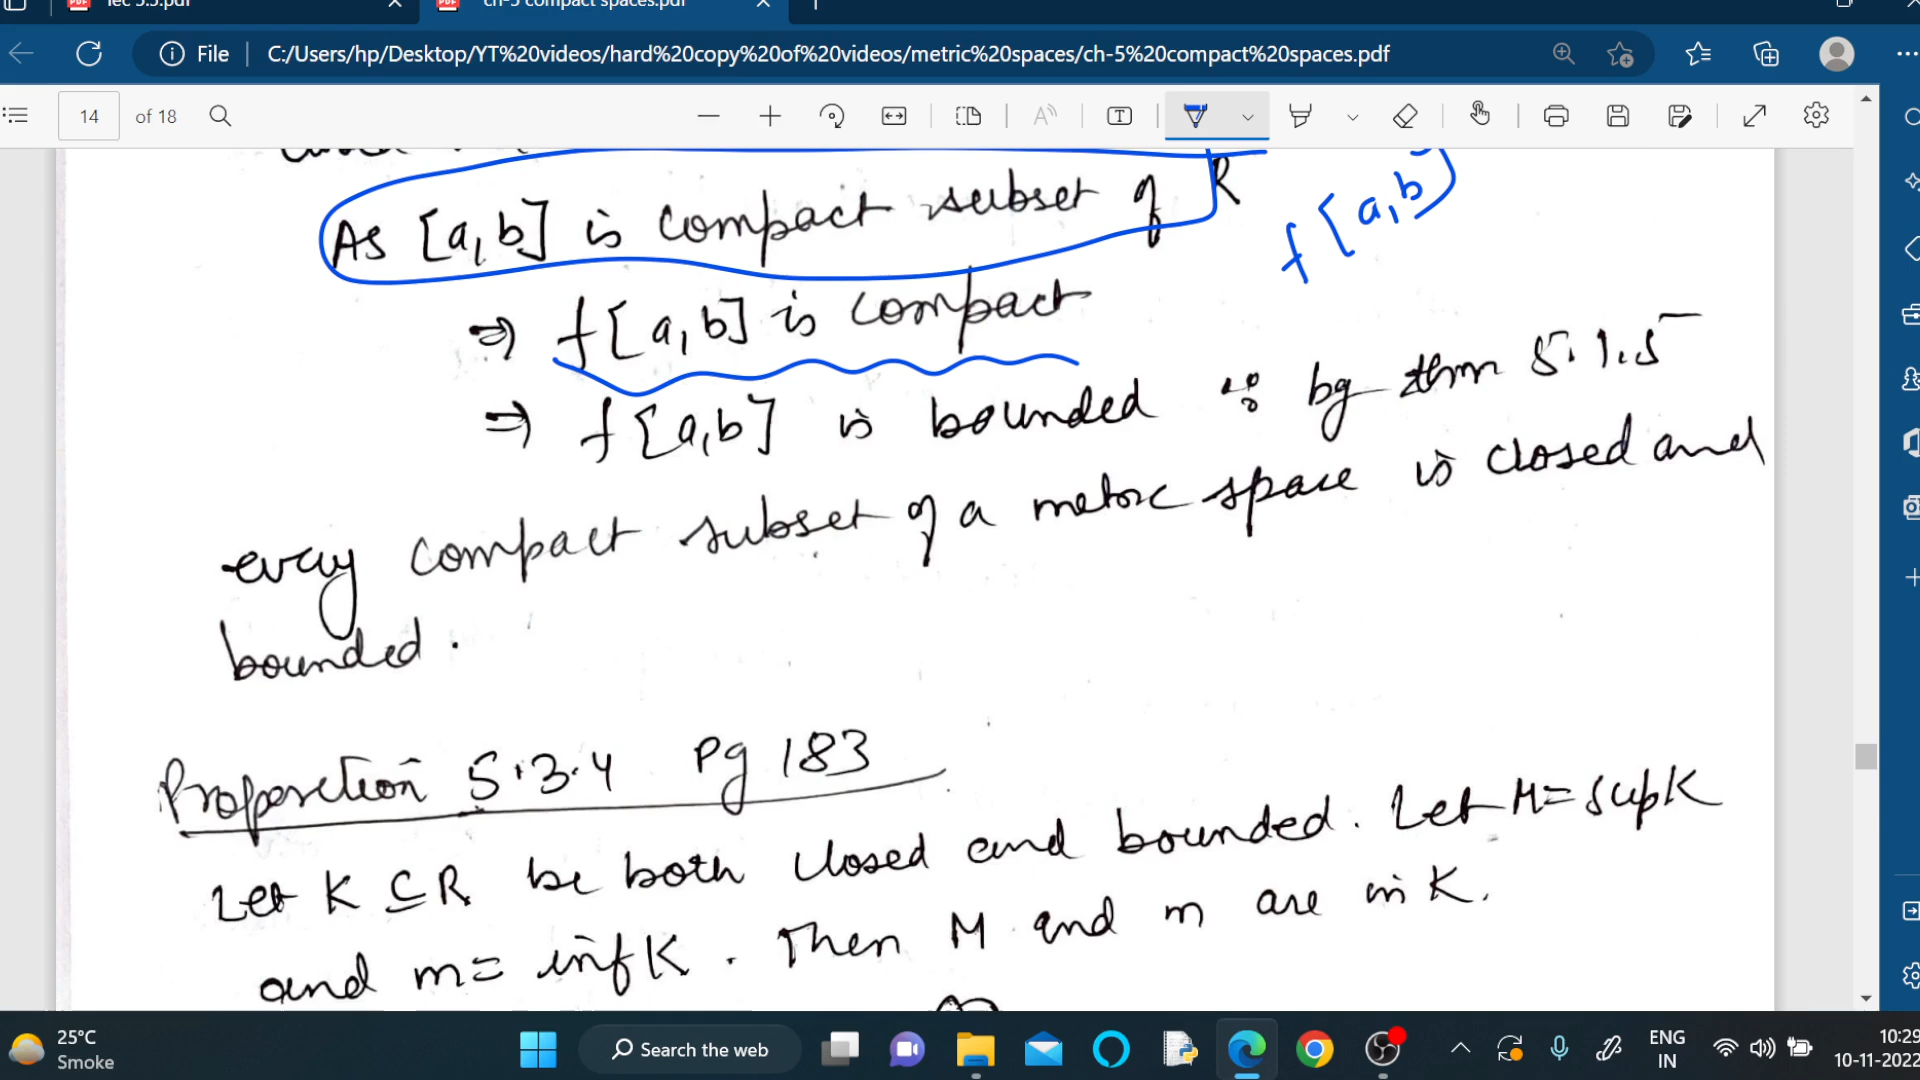 lec 5.5.pdf
ch-5 compact spaces.pdf
File
C:/Users/hp/Desktop/YT%20videos/hard%20copy%20of%20videos/metric%20spaces/ch-5%20compact%20spaces.pdf
14 of 18
As [a,b] is compact subset of R
f[a,b]
⇒ f[a,b] is compact
⇒ f[a,b] is bounded ∵ by thm 5.1.5
every compact subset of a metric space is closed and
bounded.
Proposition 5.3.4 Pg 183
Let K ⊆ R be both closed and bounded. Let M = sup K
and m = inf K. Then M and m are in K.
25°C
Smoke
Search the web
ENG
IN
10:29
10-11-2022